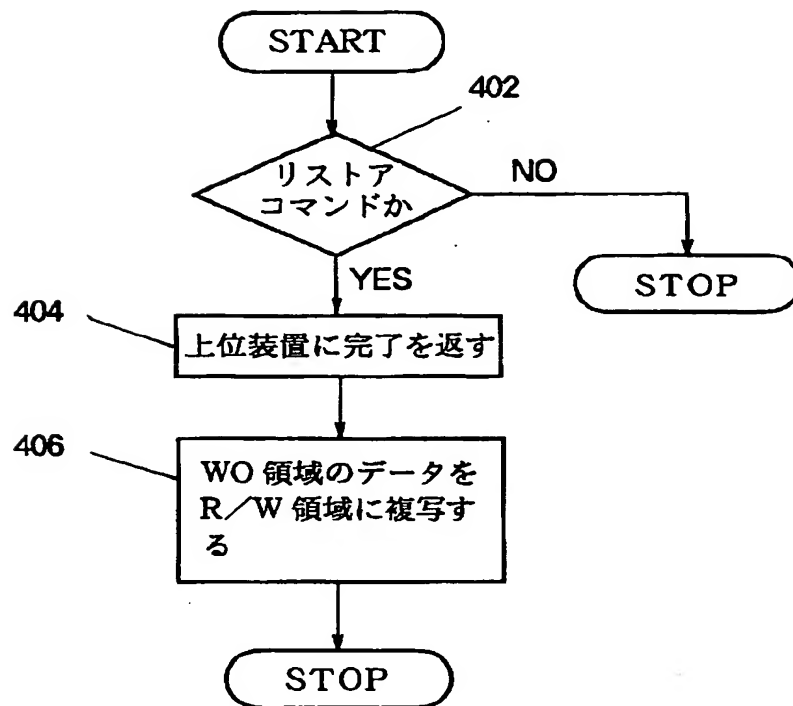 START
402
リストア
コマンドか
NO
STOP
YES
404
上位装置に完了を返す
406
WO 領域のデータを
R／W 領域に複写す
る
STOP